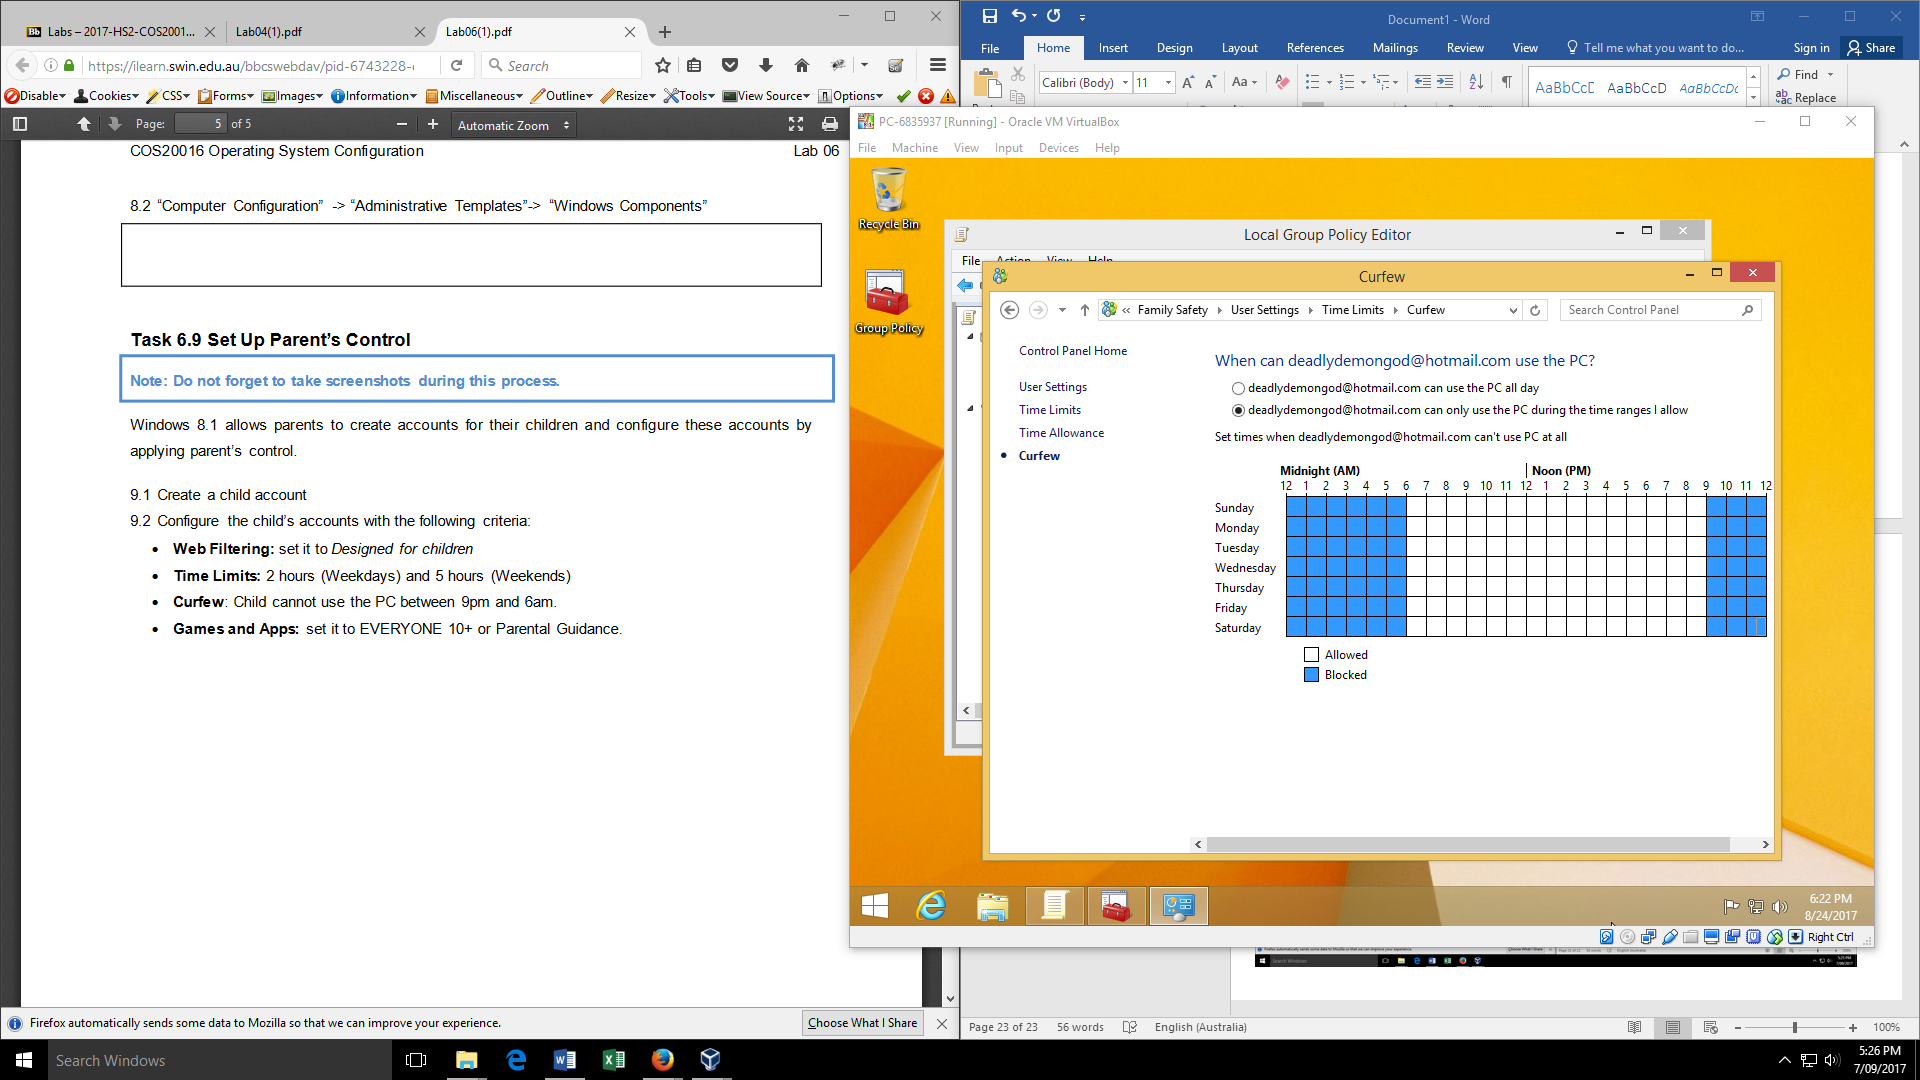 Labs – 2017-HS2-COS2001...
Lab04(1).pdf
Lab06(1).pdf
https://ilearn.swin.edu.au/bbcswebdav/pid-6743228-
Search
Disable
Cookies
CSS
Forms
Images
Information
Miscellaneous
Outline
Resize
Tools
View Source
Options
Page:
5
of 5
Automatic Zoom
COS20016 Operating System Configuration
Lab 06
8.2 “Computer Configuration” -> “Administrative Templates”-> “Windows Components”
Task 6.9 Set Up Parent’s Control
Note: Do not forget to take screenshots during this process.
Windows 8.1 allows parents to create accounts for their children and configure these accounts by
applying parent’s control.
9.1 Create a child account
9.2 Configure the child’s accounts with the following criteria:
• Web Filtering: set it to Designed for children
• Time Limits: 2 hours (Weekdays) and 5 hours (Weekends)
• Curfew: Child cannot use the PC between 9pm and 6am.
• Games and Apps: set it to EVERYONE 10+ or Parental Guidance.
Firefox automatically sends some data to Mozilla so that we can improve your experience.
Choose What I Share
Document1 - Word
File
Home
Insert
Design
Layout
References
Mailings
Review
View
Tell me what you want to do...
Sign in
Share
Calibri (Body)
11
Aa
AaBbCcD
AaBbCcD
AaBbCcDc
Find
Replace
PC-6835937 [Running] - Oracle VM VirtualBox
File
Machine
View
Input
Devices
Help
Recycle Bin
Group Policy
Local Group Policy Editor
File
Action
View
Help
Curfew
Family Safety
User Settings
Time Limits
Curfew
Search Control Panel
Control Panel Home
User Settings
Time Limits
Time Allowance
Curfew
When can deadlydemongod@hotmail.com use the PC?
deadlydemongod@hotmail.com can use the PC all day
deadlydemongod@hotmail.com can only use the PC during the time ranges I allow
Set times when deadlydemongod@hotmail.com can't use PC at all
Midnight (AM)
Noon (PM)
12 1 2 3 4 5 6 7 8 9 10 11 12 1 2 3 4 5 6 7 8 9 10 11 12
Sunday
Monday
Tuesday
Wednesday
Thursday
Friday
Saturday
Allowed
Blocked
6:22 PM
8/24/2017
Right Ctrl
Page 23 of 23
56 words
English (Australia)
100%
Search Windows
5:26 PM
7/09/2017